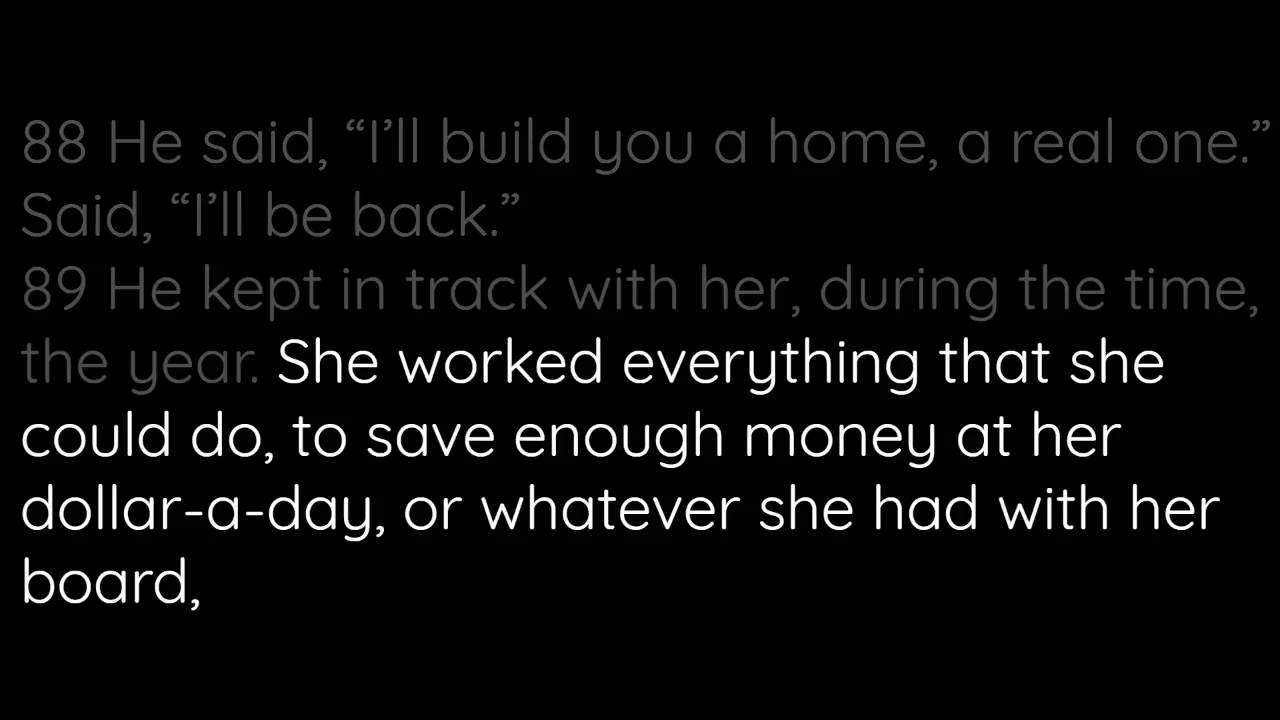 88 He said, “I’ll build you a home, a real one.”
Said, “I’ll be back.”
89 He kept in track with her, during the time,
the year. She worked everything that she
could do, to save enough money at her
dollar-a-day, or whatever she had with her
board,